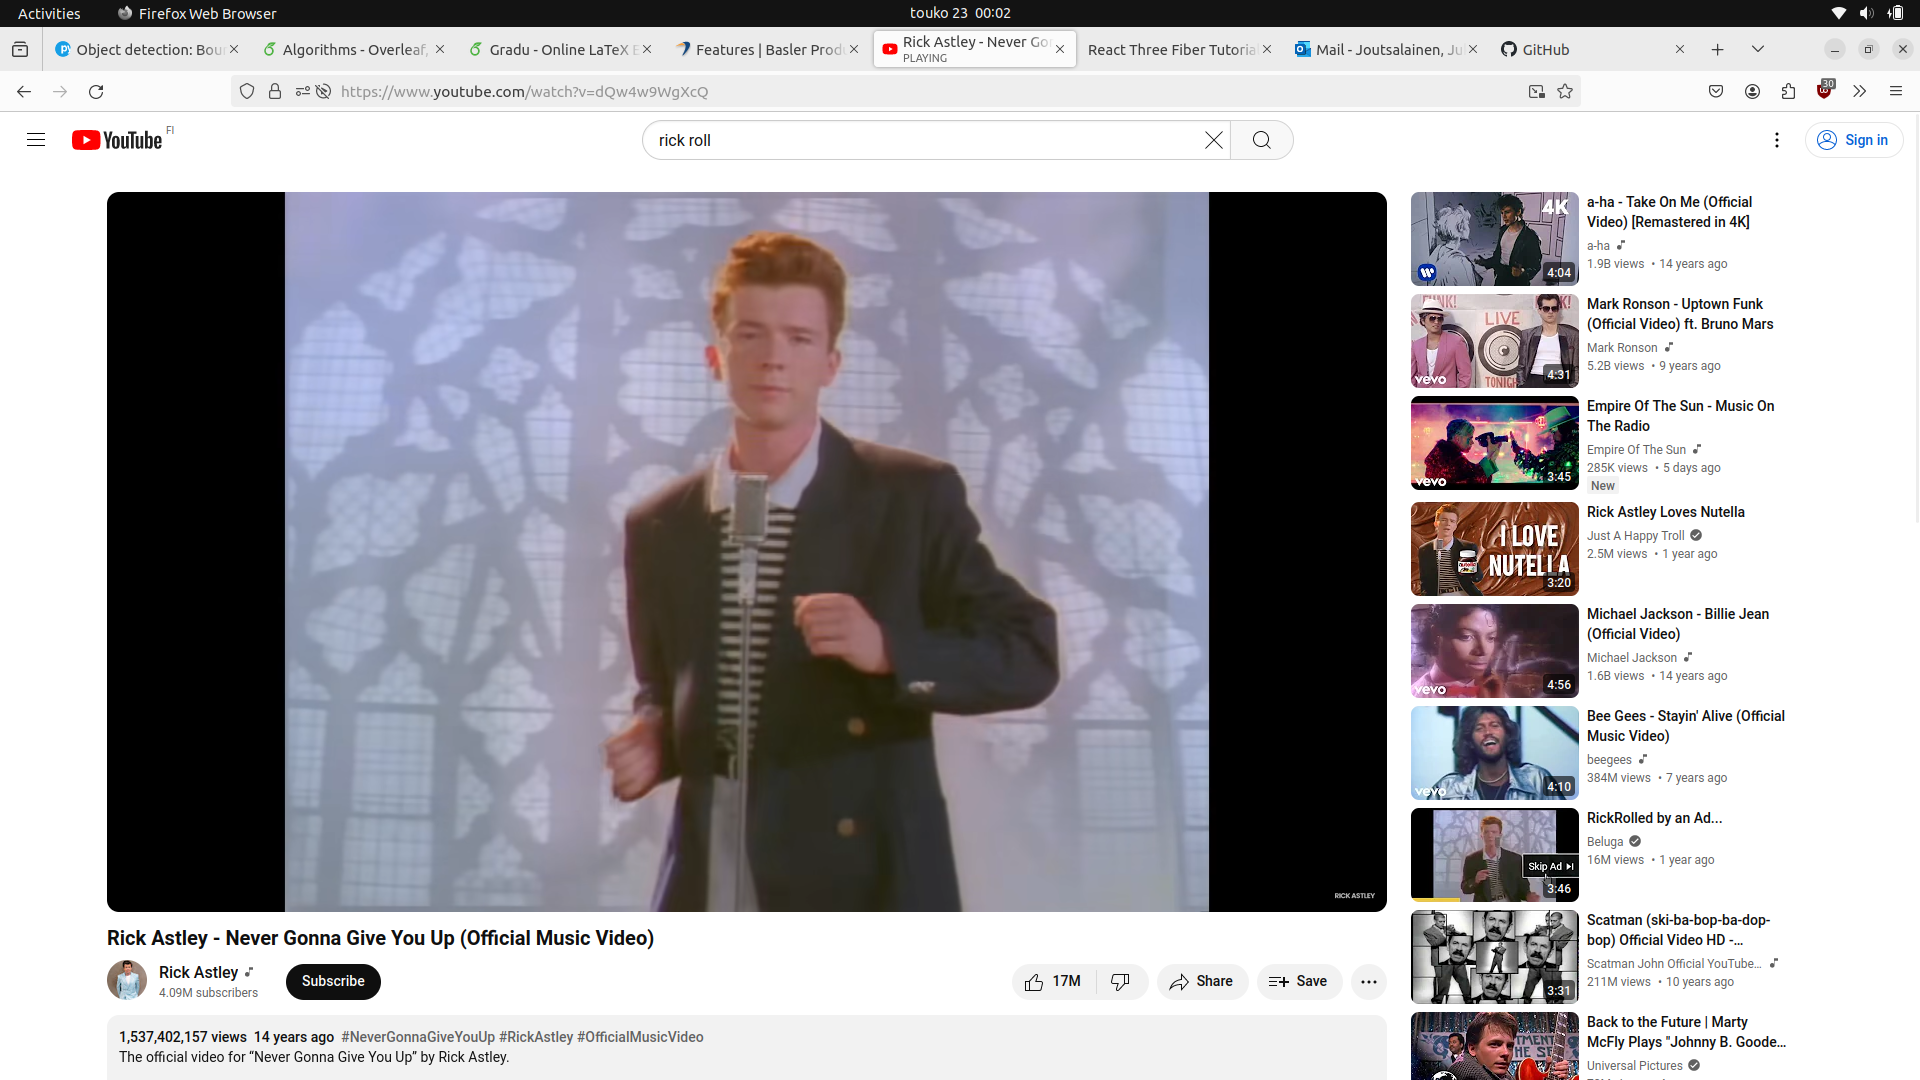 Activities
Firefox Web Browser
touko 23 00:02
Object detection: Bou
Algorithms - Overleaf,
Gradu - Online LaTeX E
Features | Basler Produ
Rick Astley - Never Gon
PLAYING
React Three Fiber Tutoria
Mail - Joutsalainen, Ju
GitHub
https://www.youtube.com/watch?v=dQw4w9WgXcQ
30
YouTube FI
rick roll
Sign in
RICK ASTLEY
Rick Astley - Never Gonna Give You Up (Official Music Video)
Rick Astley
4.09M subscribers
Subscribe
17M
Share
Save
1,537,402,157 views 14 years ago #NeverGonnaGiveYouUp #RickAstley #OfficialMusicVideo
The official video for “Never Gonna Give You Up” by Rick Astley.
4K
4:04
a-ha - Take On Me (Official
Video) [Remastered in 4K]
a-ha
1.9B views • 14 years ago
LIVE
TONIGH
vevo
4:31
Mark Ronson - Uptown Funk
(Official Video) ft. Bruno Mars
Mark Ronson
5.2B views • 9 years ago
vevo
3:45
Empire Of The Sun - Music On
The Radio
Empire Of The Sun
285K views • 5 days ago
New
I LOVE
NUTELLA
nutella
3:20
Rick Astley Loves Nutella
Just A Happy Troll
2.5M views • 1 year ago
vevo
4:56
Michael Jackson - Billie Jean
(Official Video)
Michael Jackson
1.6B views • 14 years ago
vevo
4:10
Bee Gees - Stayin' Alive (Official
Music Video)
beegees
384M views • 7 years ago
Skip Ad
3:46
RickRolled by an Ad...
Beluga
16M views • 1 year ago
3:31
Scatman (ski-ba-bop-ba-dop-
bop) Official Video HD -...
Scatman John Official YouTube...
211M views • 10 years ago
Back to the Future | Marty
McFly Plays "Johnny B. Goode...
Universal Pictures